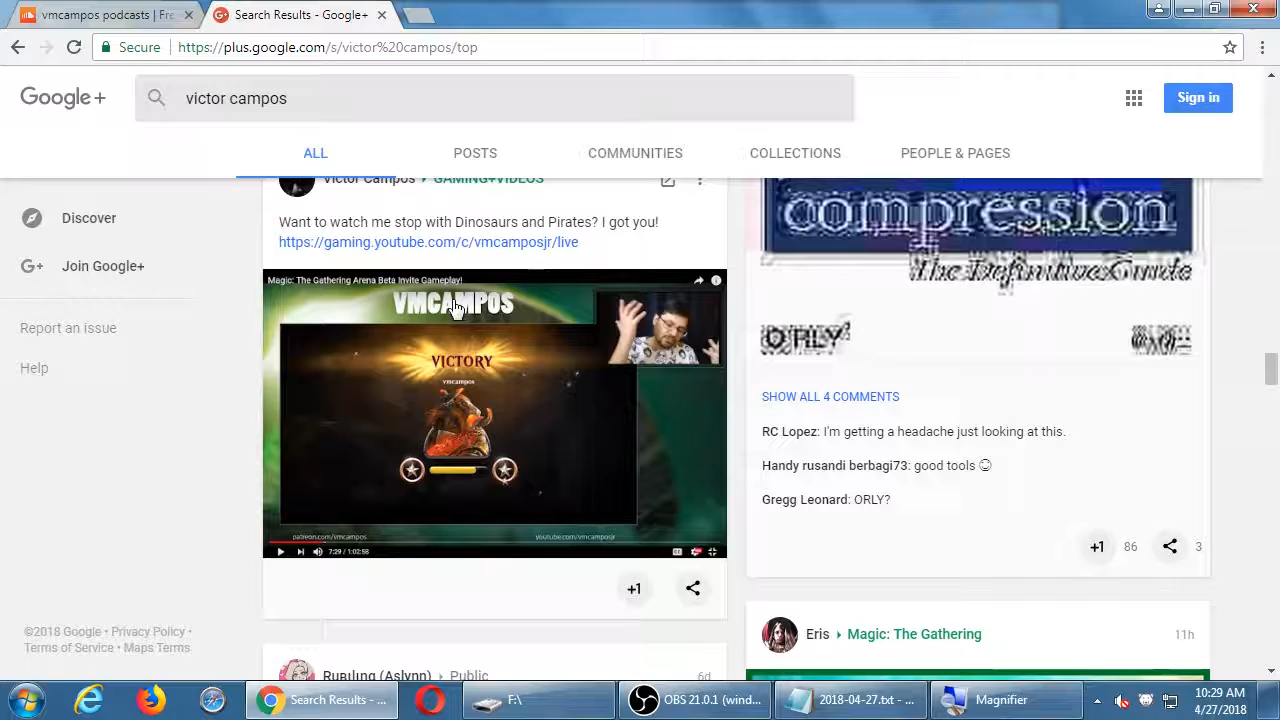 vmcampos podcasts | Fr
Search Results - Google+
Secure
https://plus.google.com/s/victor%20campos/top
Google+
victor campos
Sign in
ALL
POSTS
COMMUNITIES
COLLECTIONS
PEOPLE & PAGES
Discover
Join Google+
Report an issue
Help
©2018 Google • Privacy Policy •
Terms of Service • Maps Terms
Victor Campos
GAMING+VIDEOS
Want to watch me stop with Dinosaurs and Pirates? I got you!
https://gaming.youtube.com/c/vmcamposjr/live
Magic: The Gathering Arena Beta Invite Gameplay!
VMCAMPOS
VICTORY
vmcampos
patreon.com/vmcampos
youtube.com/vmcamposjr
7:29 / 1:02:58
+1
Ruвʟıng (Aslynn)
Public
6d
compression
The Definitive Guide
O RLY?
SHOW ALL 4 COMMENTS
RC Lopez: I'm getting a headache just looking at this.
Handy rusandi berbagi73: good tools ☺
Gregg Leonard: ORLY?
+1
86
3
Eris
Magic: The Gathering
11h
Search Results - ...
F:\
OBS 21.0.1 (wind...
2018-04-27.txt - ...
Magnifier
10:29 AM
4/27/2018